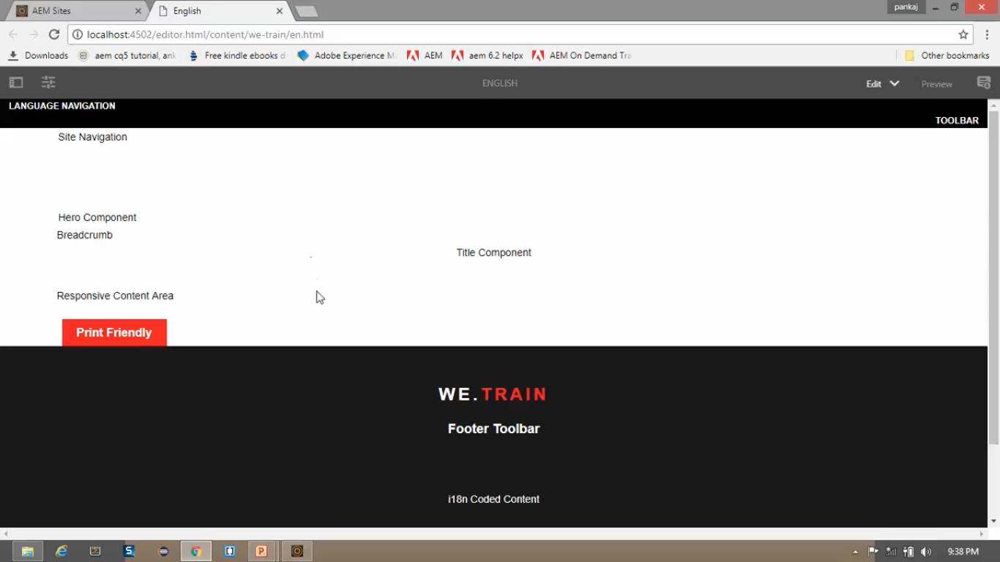 AEM Sites
English
pankaj
localhost:4502/editor.html/content/we-train/en.html
Downloads
aem cq5 tutorial, ank
Free kindle ebooks d
Adobe Experience M
AEM
aem 6.2 helpx
AEM On Demand Tra
Other bookmarks
ENGLISH
Edit
Preview
LANGUAGE NAVIGATION
TOOLBAR
Site Navigation
Hero Component
Breadcrumb
Title Component
Responsive Content Area
Print Friendly
WE.TRAIN
Footer Toolbar
i18n Coded Content
9:38 PM